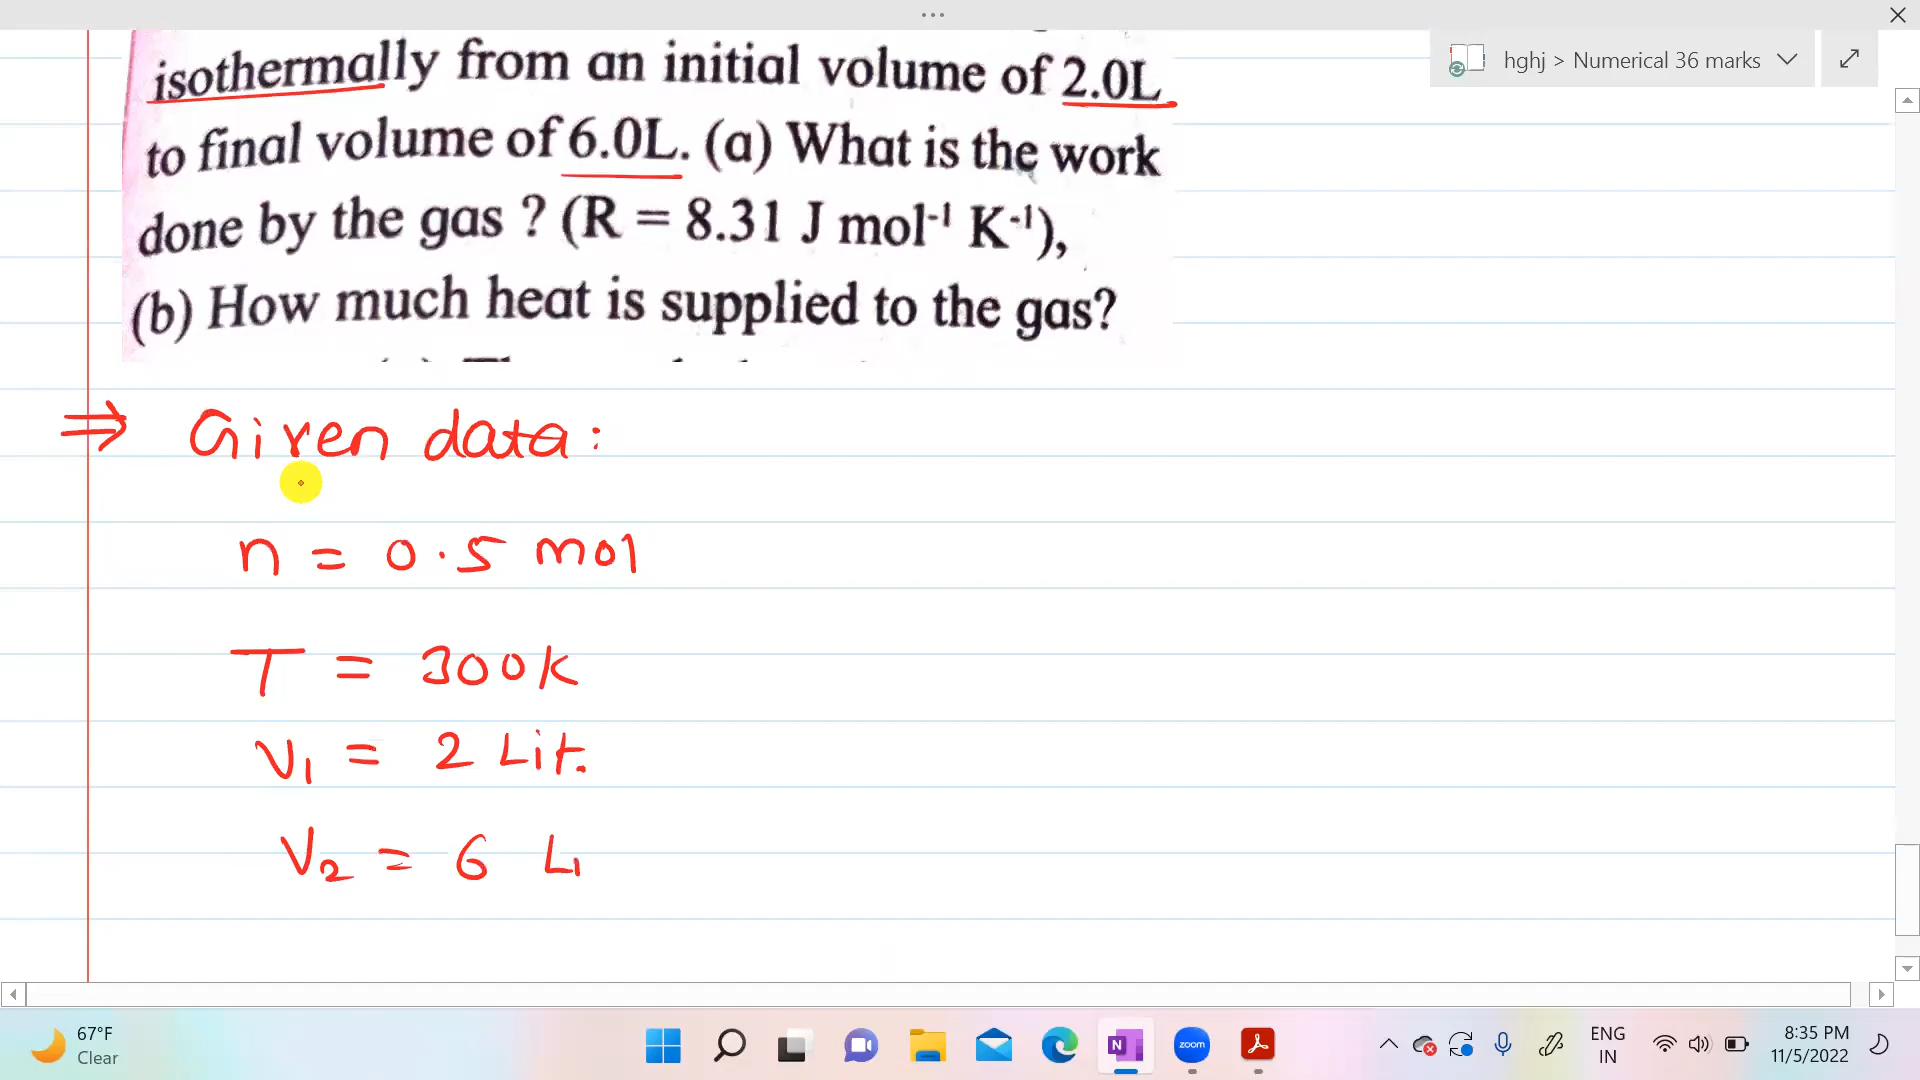 hghj > Numerical 36 marks
isothermally from an initial volume of 2.0L
to final volume of 6.0L. (a) What is the work
done by the gas ? (R = 8.31 J mol⁻¹ K⁻¹),
(b) How much heat is supplied to the gas?
⇒ Given data:
n = 0.5 mol
T = 300k
V₁ = 2 Lit.
V₂ = 6 Li
67°F
Clear
N
zoom
ENG
IN
8:35 PM
11/5/2022